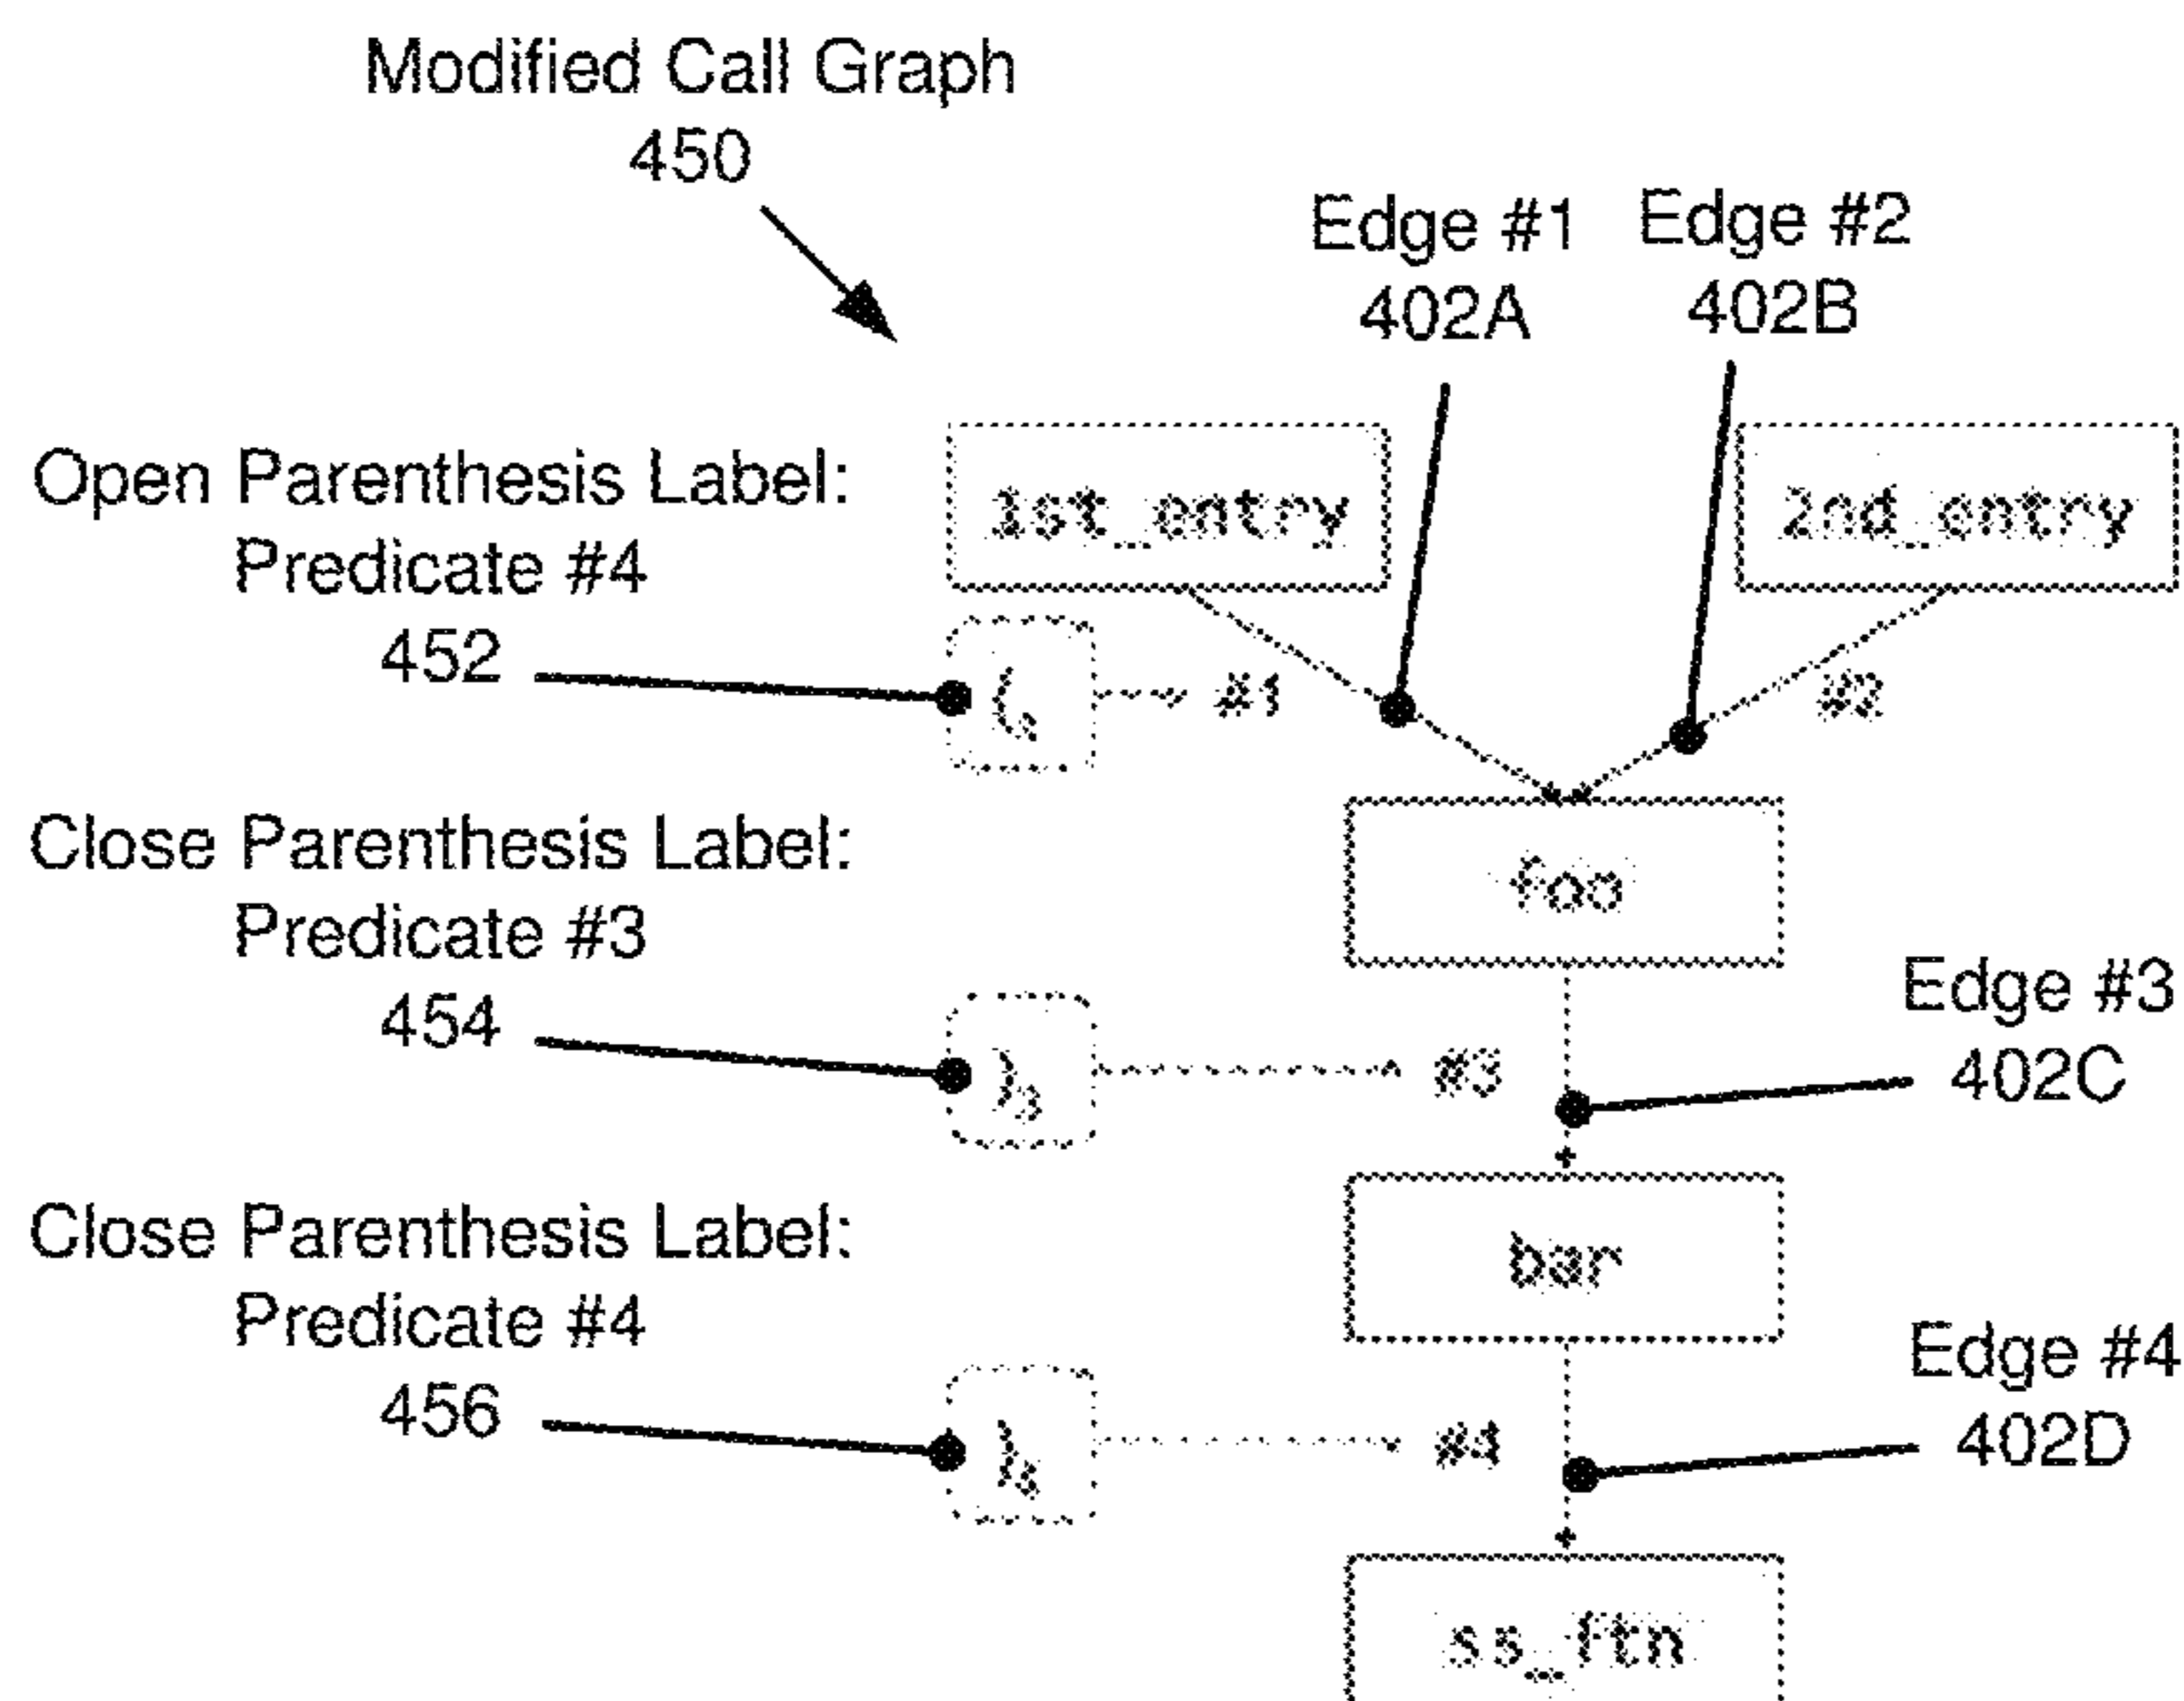 Modified Call Graph
450
Edge #1
402A
Edge #2
402B
Open Parenthesis Label:
Predicate #4
452
1st_entry
2nd_entry
#1
#2
Close Parenthesis Label:
Predicate #3
454
foo
)3
#3
Edge #3
402C
bar
Close Parenthesis Label:
Predicate #4
456
)4
#4
Edge #4
402D
ss_ftn